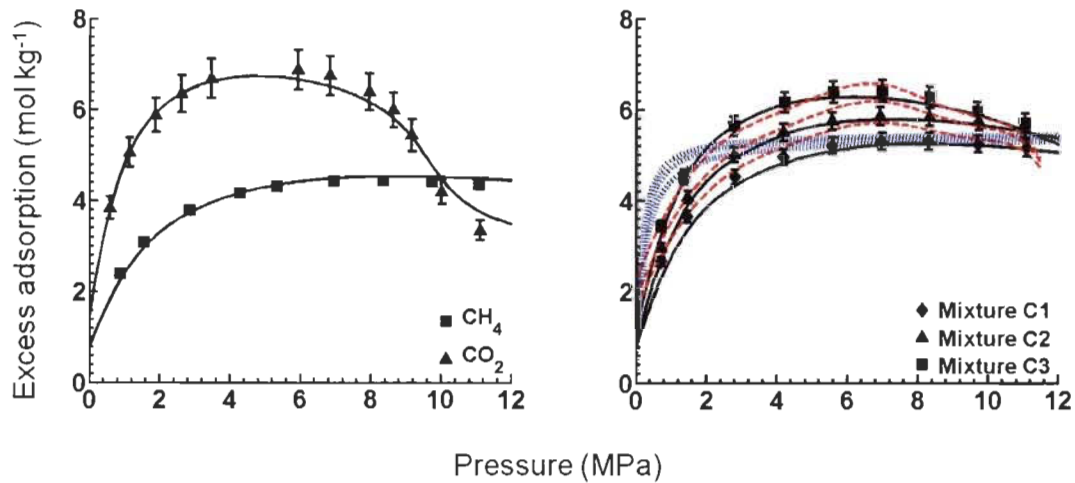 Excess adsorption (mol kg⁻¹)
8
6
4
2
0
0 2 4 6 8 10 12
CH₄
CO₂
8
6
4
2
0
0 2 4 6 8 10 12
Mixture C1
Mixture C2
Mixture C3
Pressure (MPa)